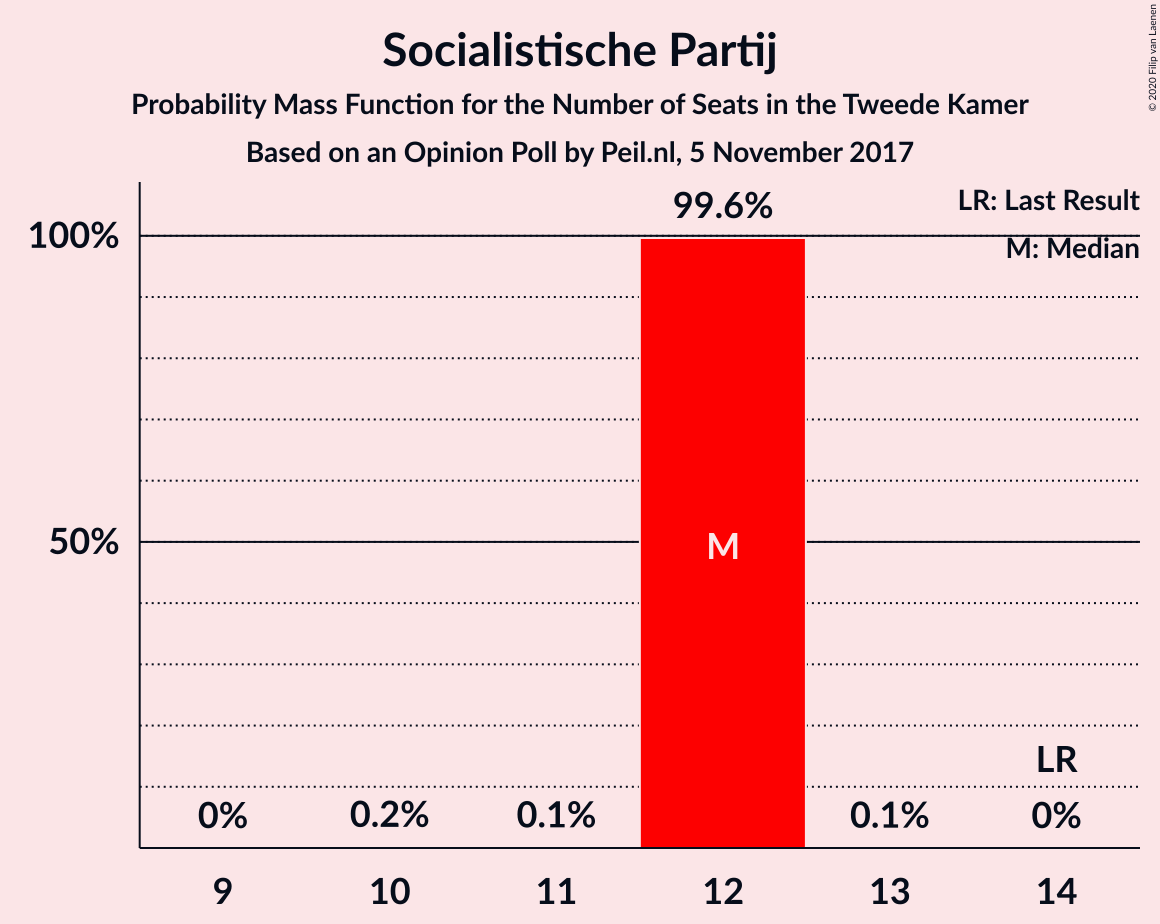 Socialistische Partij
Probability Mass Function for the Number of Seats in the Tweede Kamer
Based on an Opinion Poll by Peil.nl, 5 November 2017
© 2020 Filip van Laenen
LR: Last Result
M: Median
99.6%
100%
50%
M
LR
0%
0.2%
0.1%
0.1%
0%
9
10
11
12
13
14